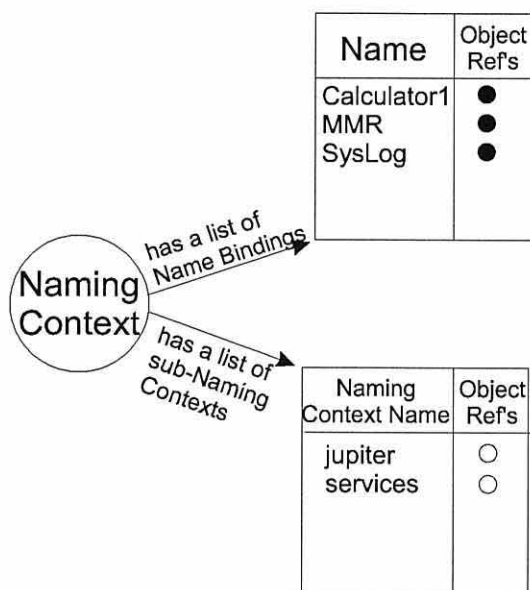 Name
Object
Ref's
Calculator1
MMR
SysLog
has a list of
Name Bindings
Naming
Context
has a list of
sub-Naming
Contexts
Naming
Context Name
Object
Ref's
jupiter
services